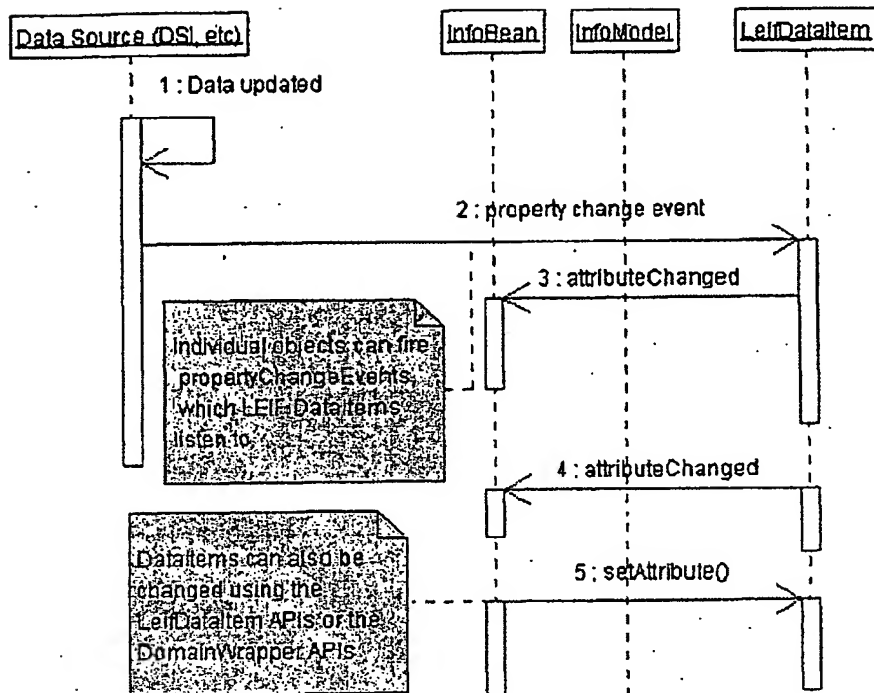 Data Source (DSI, etc)
InfoBean
InfoModel
LeifDataItem
1 : Data updated
2 : property change event
3 : attributeChanged
Individual objects can fire
propertyChangeEvents,
which LEIF DataItems
listen to.
4 : attributeChanged
DataItems can also be
changed using the
LeifDataItem APIs or the
DomainWrapper APIs
5 : setAttribute()